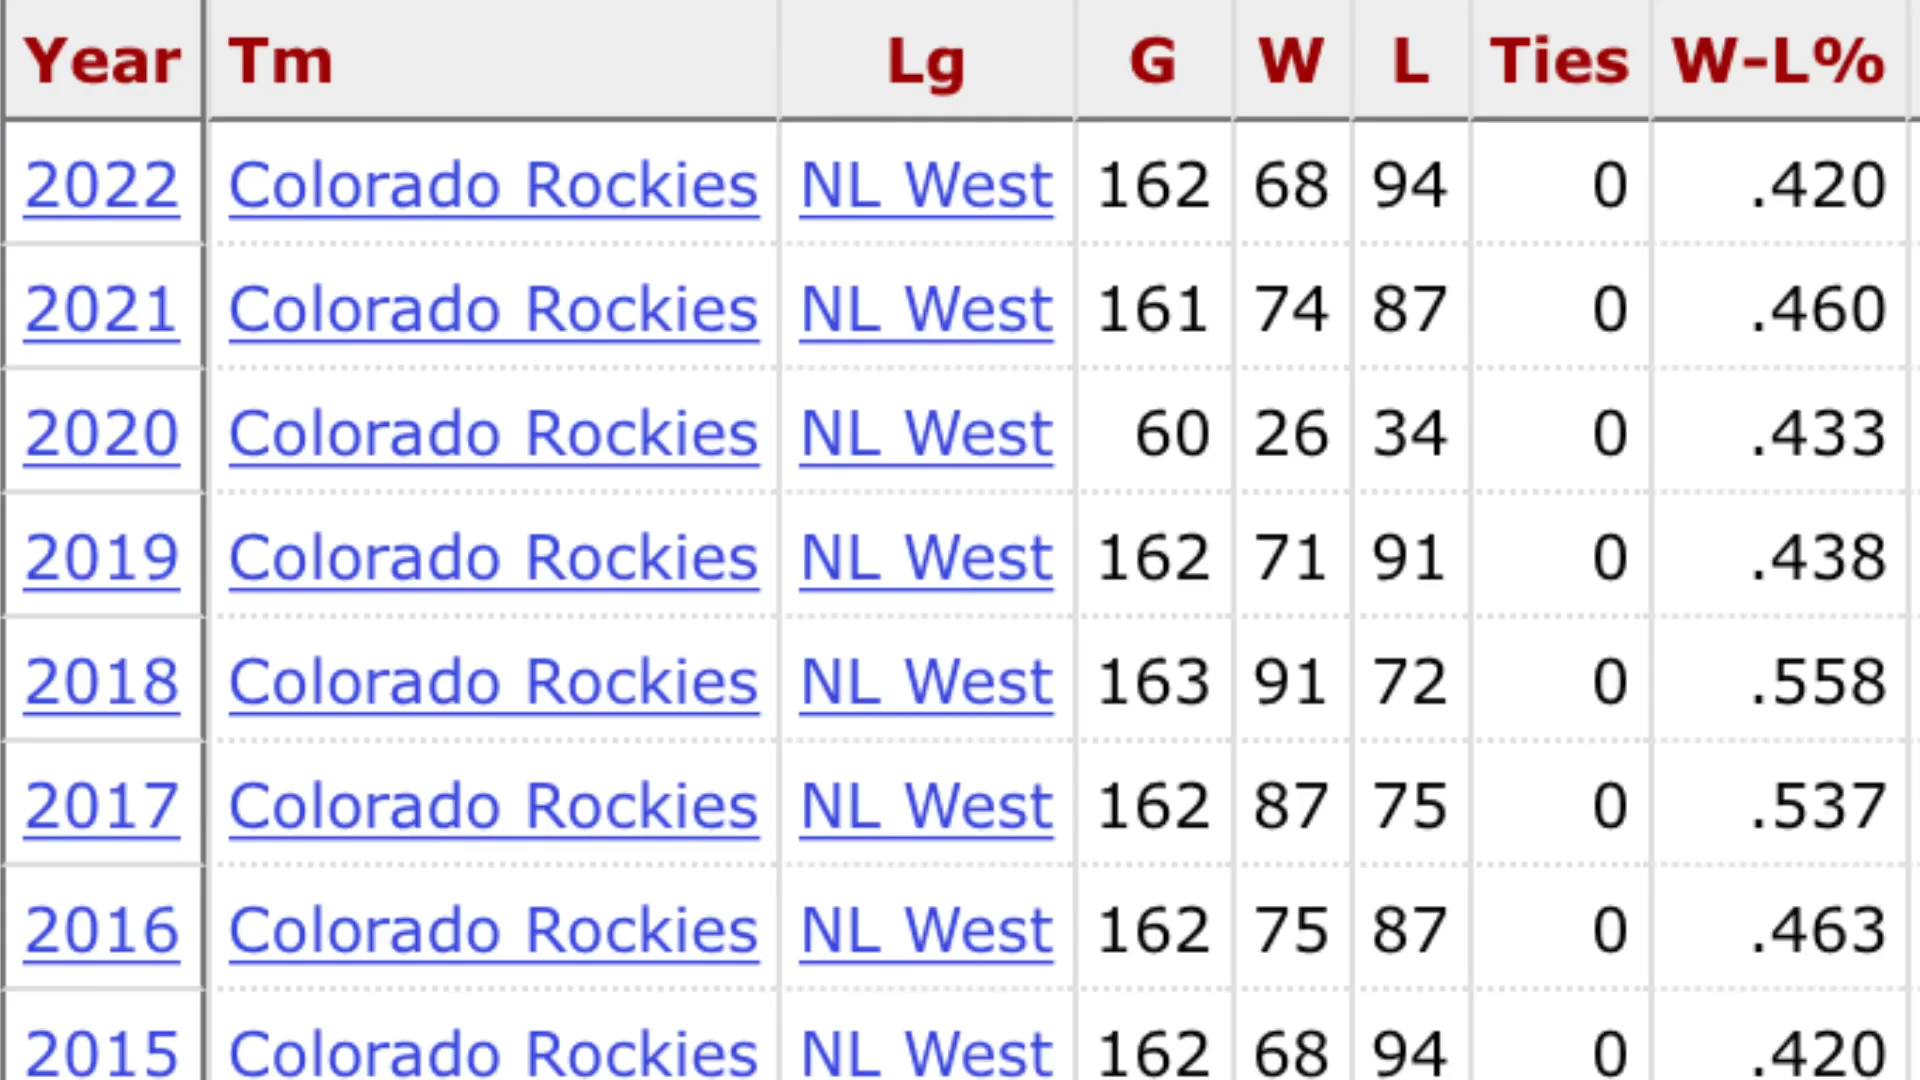 Year Tm Lg G W L Ties W-L%
2022 Colorado Rockies NL West 162 68 94 0 .420
2021 Colorado Rockies NL West 161 74 87 0 .460
2020 Colorado Rockies NL West 60 26 34 0 .433
2019 Colorado Rockies NL West 162 71 91 0 .438
2018 Colorado Rockies NL West 163 91 72 0 .558
2017 Colorado Rockies NL West 162 87 75 0 .537
2016 Colorado Rockies NL West 162 75 87 0 .463
2015 Colorado Rockies NL West 162 68 94 0 .420